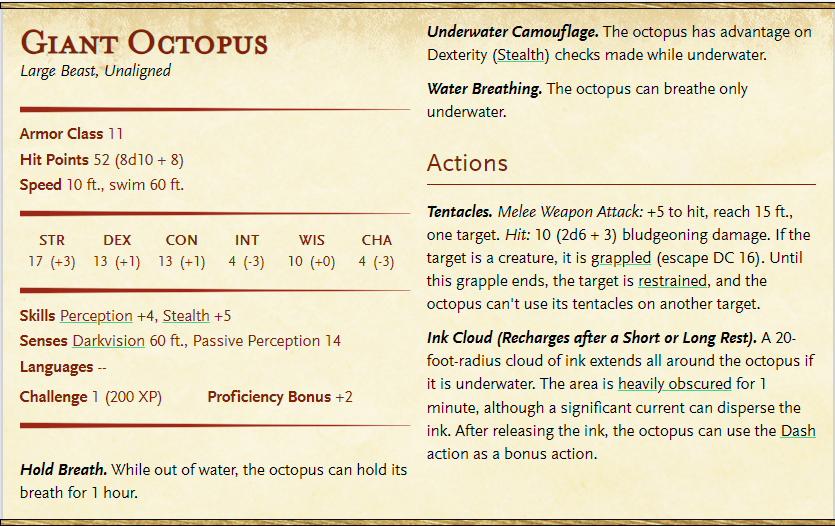 Giant Octopus
Large Beast, Unaligned
Armor Class 11
Hit Points 52 (8d10 + 8)
Speed 10 ft., swim 60 ft.
STR DEX CON INT WIS CHA
17 (+3) 13 (+1) 13 (+1) 4 (-3) 10 (+0) 4 (-3)
Skills Perception +4, Stealth +5
Senses Darkvision 60 ft., Passive Perception 14
Languages --
Challenge 1 (200 XP) Proficiency Bonus +2
Hold Breath. While out of water, the octopus can hold its
breath for 1 hour.
Underwater Camouflage. The octopus has advantage on
Dexterity (Stealth) checks made while underwater.
Water Breathing. The octopus can breathe only
underwater.
Actions
Tentacles. Melee Weapon Attack: +5 to hit, reach 15 ft.,
one target. Hit: 10 (2d6 + 3) bludgeoning damage. If the
target is a creature, it is grappled (escape DC 16). Until
this grapple ends, the target is restrained, and the
octopus can't use its tentacles on another target.
Ink Cloud (Recharges after a Short or Long Rest). A 20-
foot-radius cloud of ink extends all around the octopus if
it is underwater. The area is heavily obscured for 1
minute, although a significant current can disperse the
ink. After releasing the ink, the octopus can use the Dash
action as a bonus action.